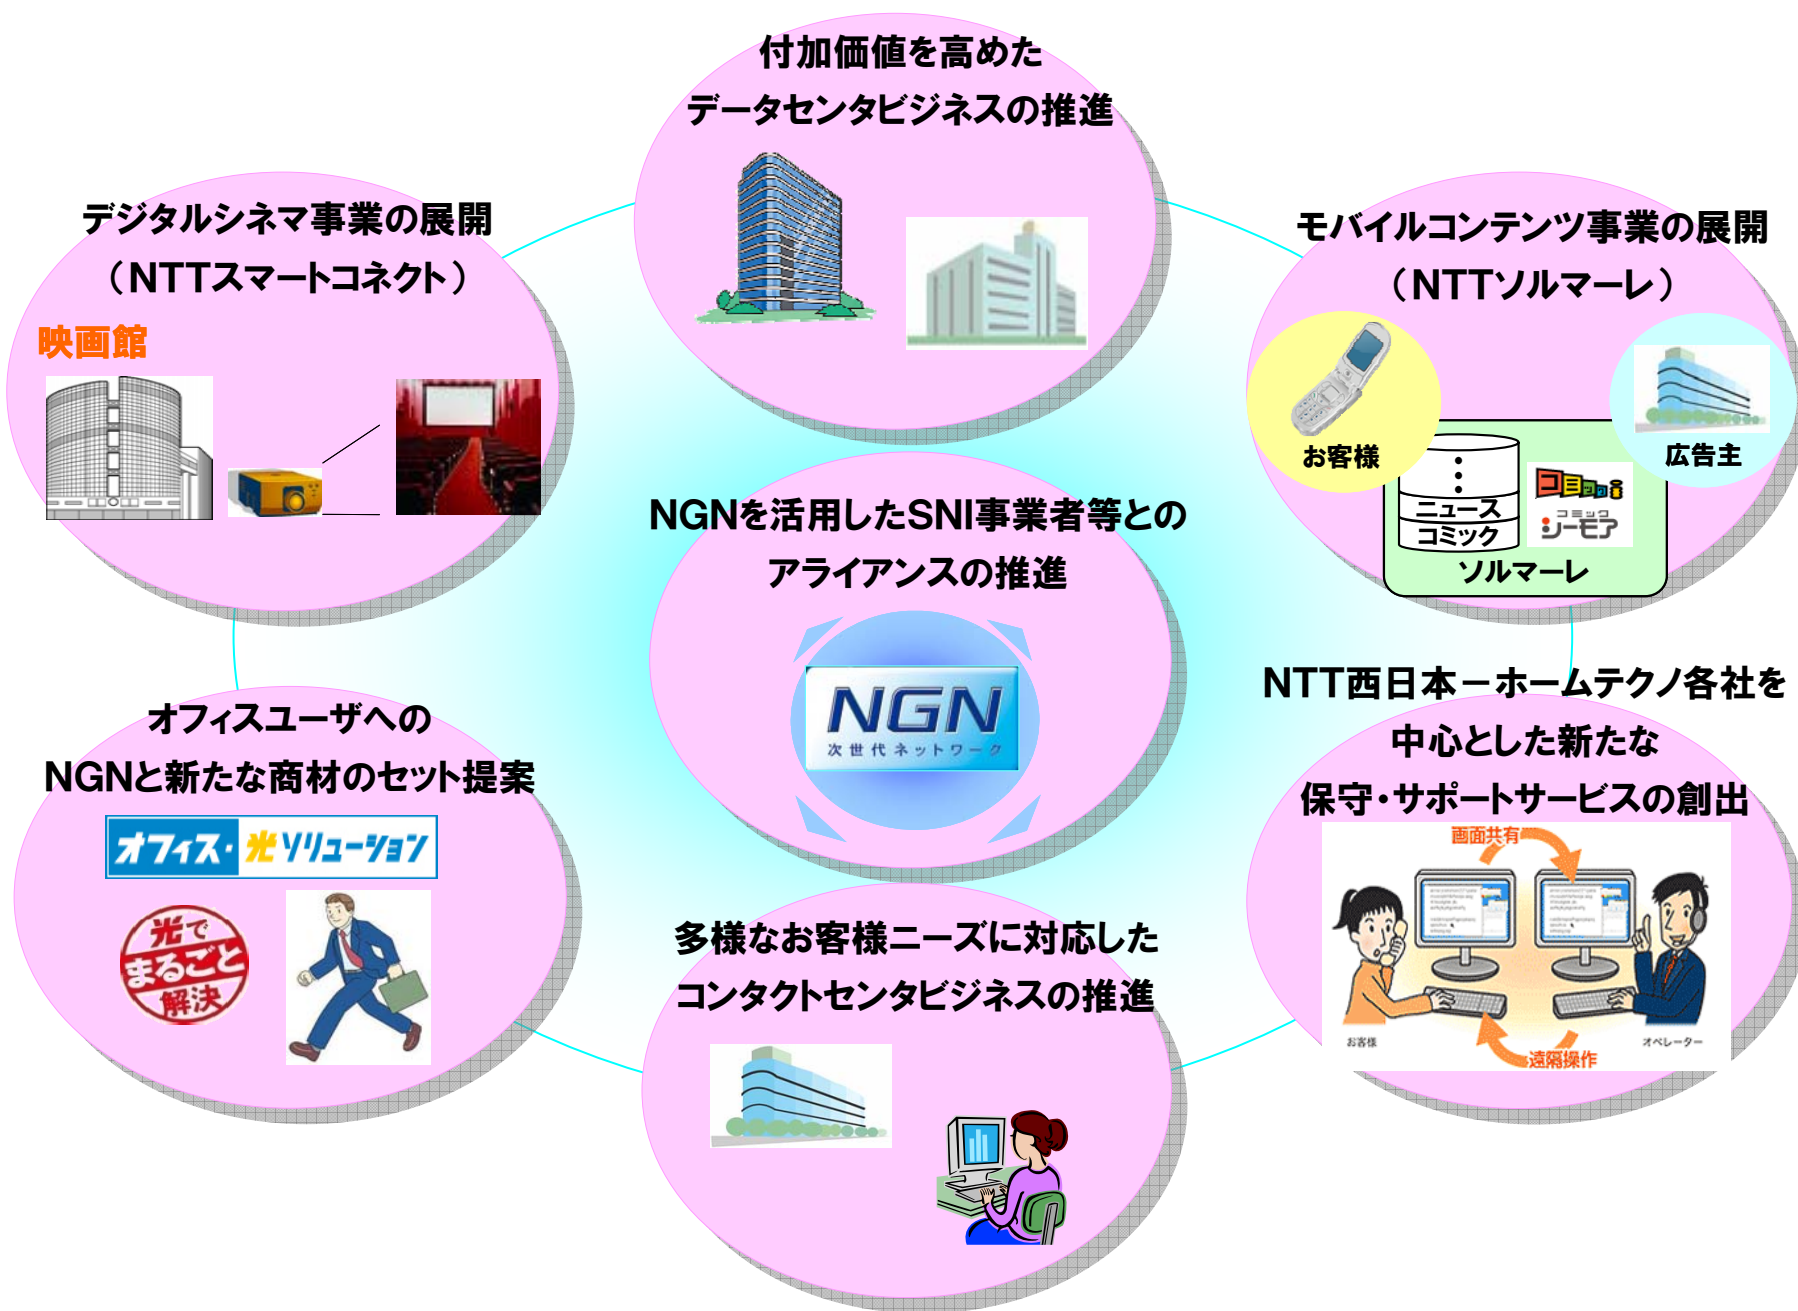 付加価値を高めた
データセンタビジネスの推進
デジタルシネマ事業の展開
（NTTスマートコネクト）
映画館
モバイルコンテンツ事業の展開
（NTTソルマーレ）
お客様
広告主
ニュース
コミック
コミックi
コミック
シーモア
ソルマーレ
NGNを活用したSNI事業者等との
アライアンスの推進
NGN
次世代ネットワーク
オフィスユーザへの
NGNと新たな商材のセット提案
オフィス・光ソリューション
光で
まるごと
解決
NTT西日本－ホームテクノ各社を
中心とした新たな
保守・サポートサービスの創出
画面共有
お客様
オペレーター
遠隔操作
多様なお客様ニーズに対応した
コンタクトセンタビジネスの推進